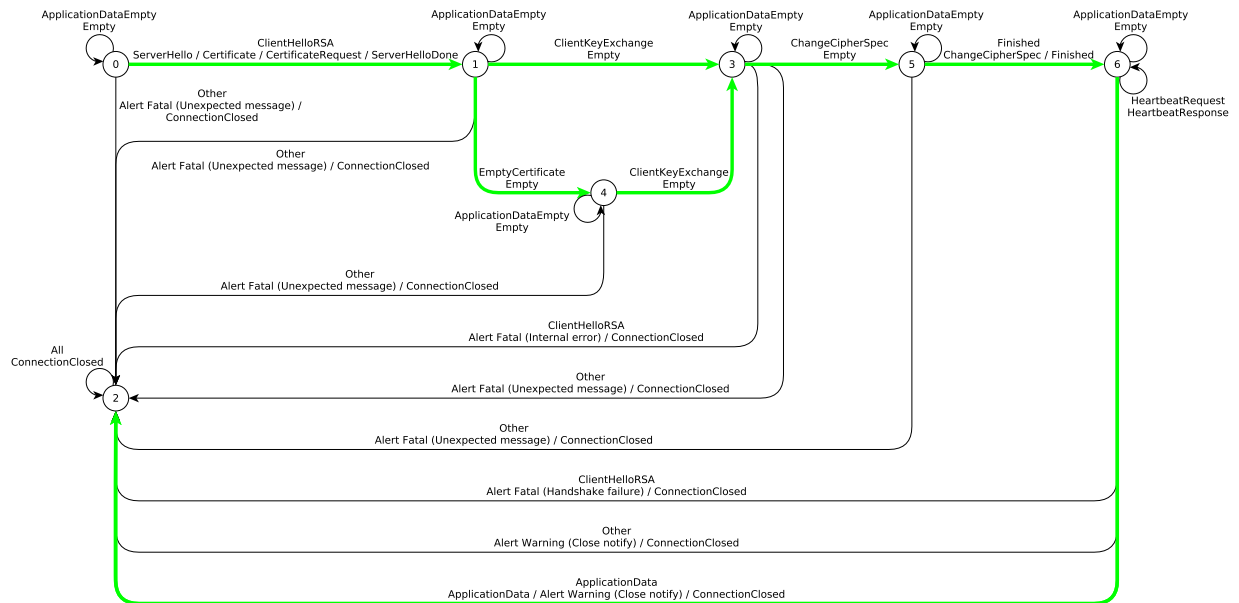 ApplicationDataEmpty
Empty
ApplicationDataEmpty
Empty
ApplicationDataEmpty
Empty
ApplicationDataEmpty
Empty
ApplicationDataEmpty
Empty
ClientHelloRSA
ServerHello / Certificate / CertificateRequest / ServerHelloDone
ClientKeyExchange
Empty
ChangeCipherSpec
Empty
Finished
ChangeCipherSpec / Finished
0
1
3
5
6
HeartbeatRequest
HeartbeatResponse
Other
Alert Fatal (Unexpected message) /
ConnectionClosed
Other
Alert Fatal (Unexpected message) / ConnectionClosed
EmptyCertificate
Empty
ClientKeyExchange
Empty
4
ApplicationDataEmpty
Empty
Other
Alert Fatal (Unexpected message) / ConnectionClosed
ClientHelloRSA
Alert Fatal (Internal error) / ConnectionClosed
All
ConnectionClosed
2
Other
Alert Fatal (Unexpected message) / ConnectionClosed
Other
Alert Fatal (Unexpected message) / ConnectionClosed
ClientHelloRSA
Alert Fatal (Handshake failure) / ConnectionClosed
Other
Alert Warning (Close notify) / ConnectionClosed
ApplicationData
ApplicationData / Alert Warning (Close notify) / ConnectionClosed